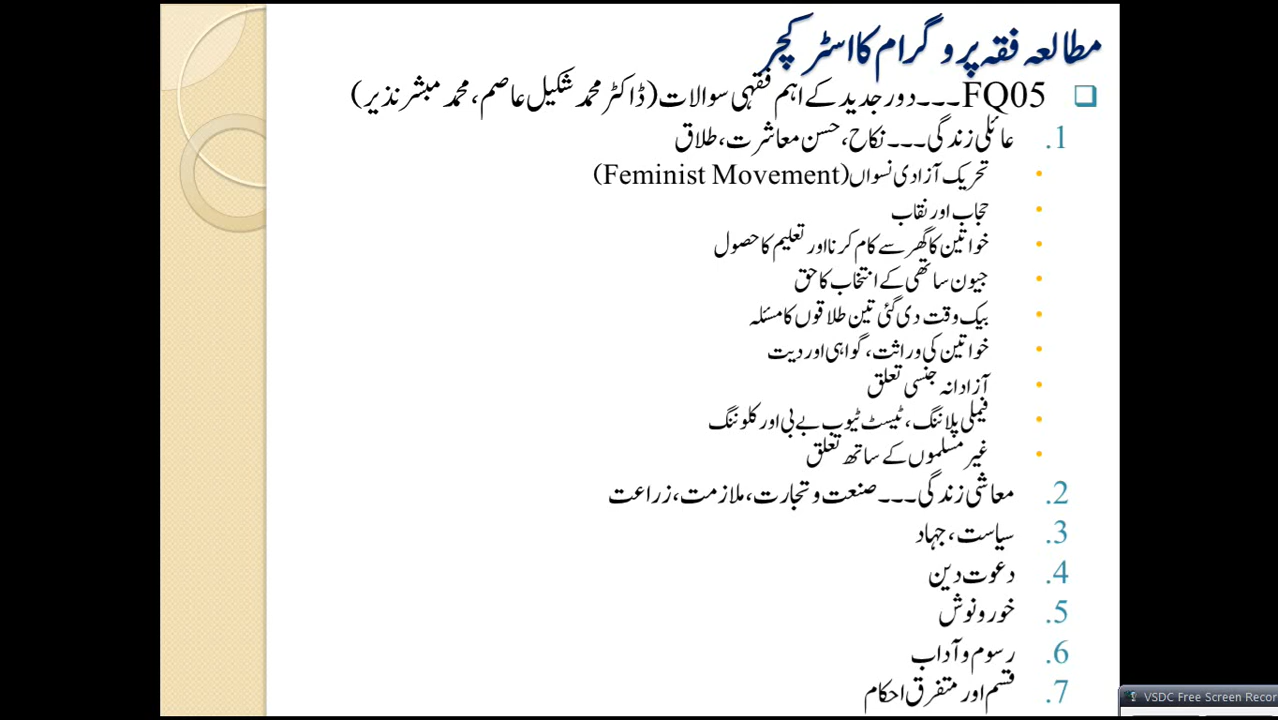 مطالعہ فقہ پروگرام کا اسٹرکچر
FQ05۔۔۔دور جدید کے اہم فقہی سوالات (ڈاکٹر محمد شکیل عاصم، محمد مبشر نذیر)
1. عائلی زندگی۔۔۔نکاح، حسن معاشرت، طلاق
• تحریک آزادی نسواں (Feminist Movement)
• حجاب اور نقاب
• خواتین کا گھر سے کام کرنا اور تعلیم کا حصول
• جیون ساتھی کے انتخاب کا حق
• بیک وقت دی گئی تین طلاقوں کا مسئلہ
• خواتین کی وراثت، گواہی اور دیت
• آزادانہ جنسی تعلق
• فیملی پلاننگ، ٹیسٹ ٹیوب بے بی اور کلوننگ
• غیر مسلموں کے ساتھ تعلق
2. معاشی زندگی۔۔۔صنعت و تجارت، ملازمت، زراعت
3. سیاست، جہاد
4. دعوت دین
5. خور و نوش
6. رسوم و آداب
7. قسم اور متفرق احکام
VSDC Free Screen Recor